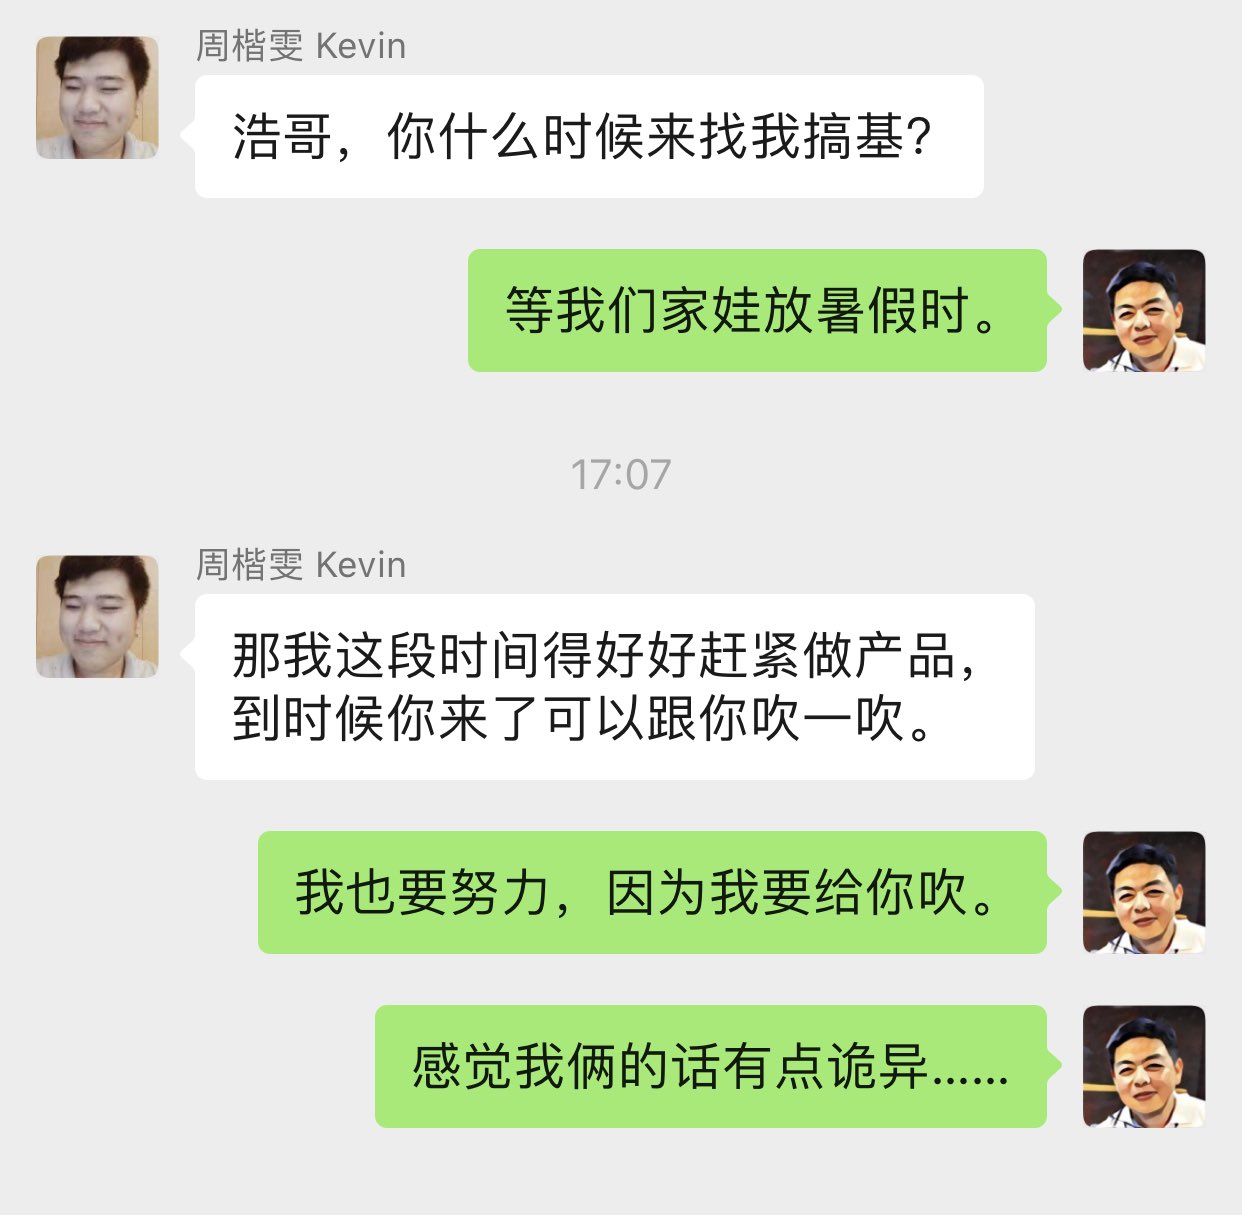 周楷雯 Kevin
浩哥，你什么时候来找我搞基?
等我们家娃放暑假时。
17:07
周楷雯 Kevin
那我这段时间得好好赶紧做产品，
到时候你来了可以跟你吹一吹。
我也要努力，因为我要给你吹。
感觉我俩的话有点诡异......